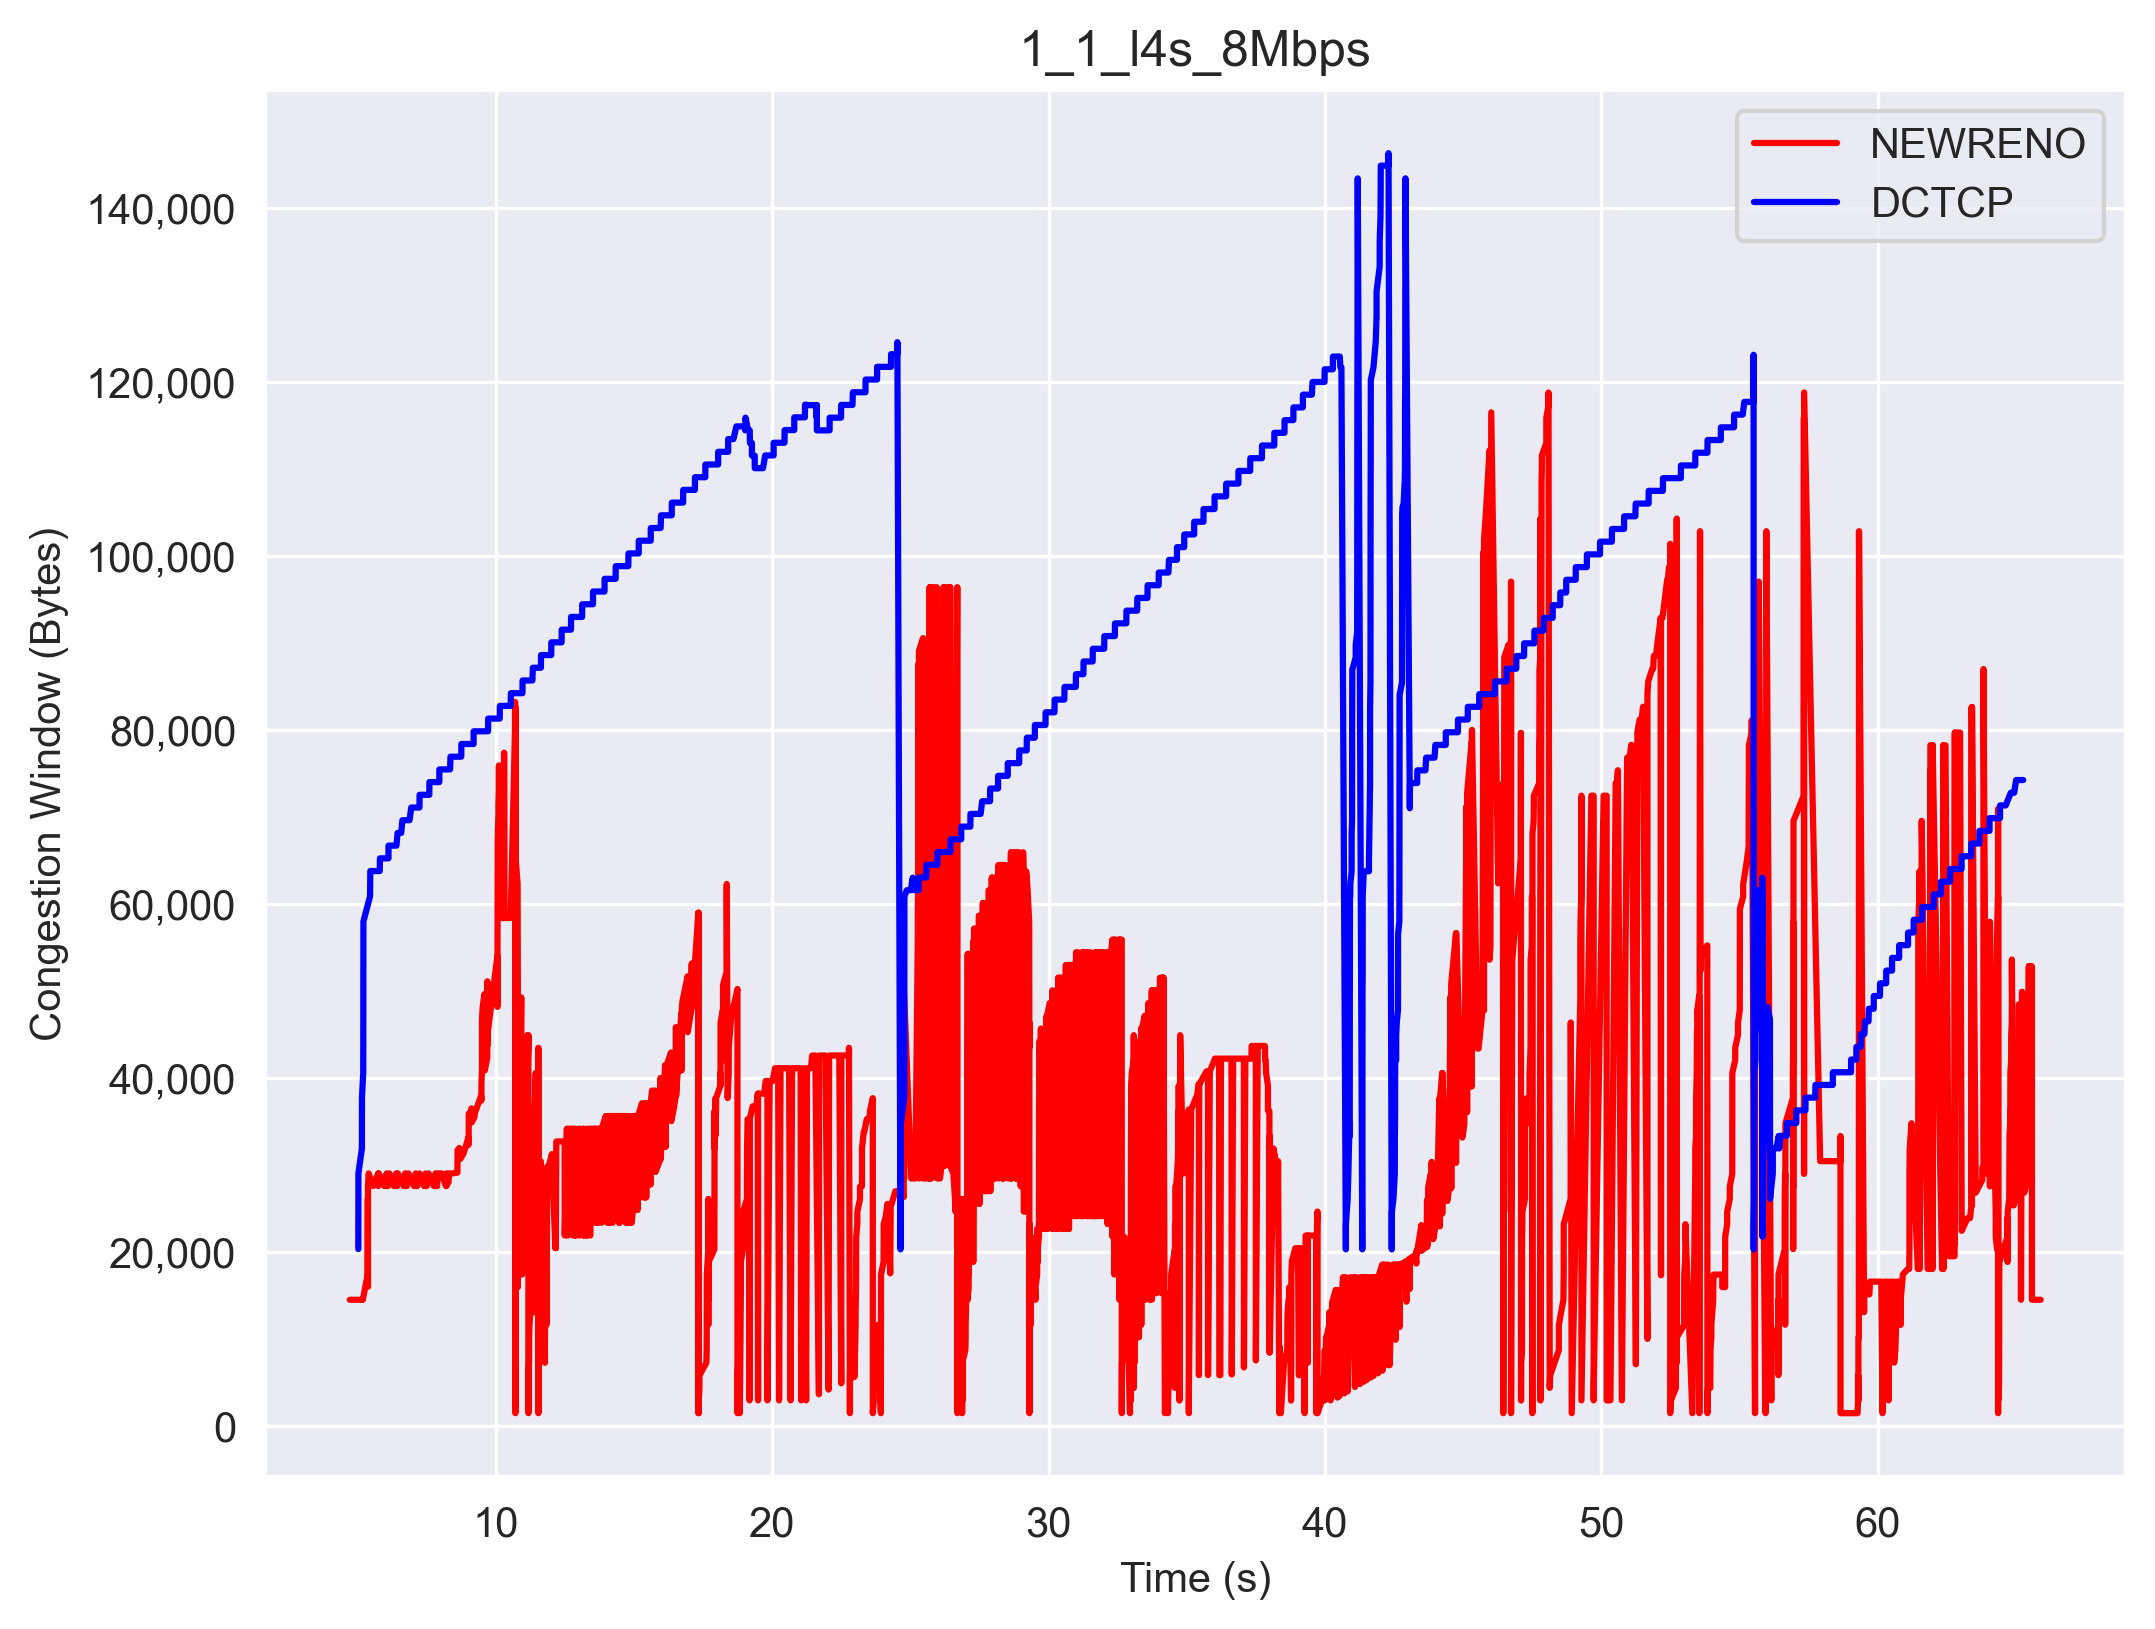 1_1_l4s_8Mbps
NEWRENO
DCTCP
140,000
120,000
100,000
80,000
60,000
40,000
20,000
0
Congestion Window (Bytes)
10 20 30 40 50 60
Time (s)